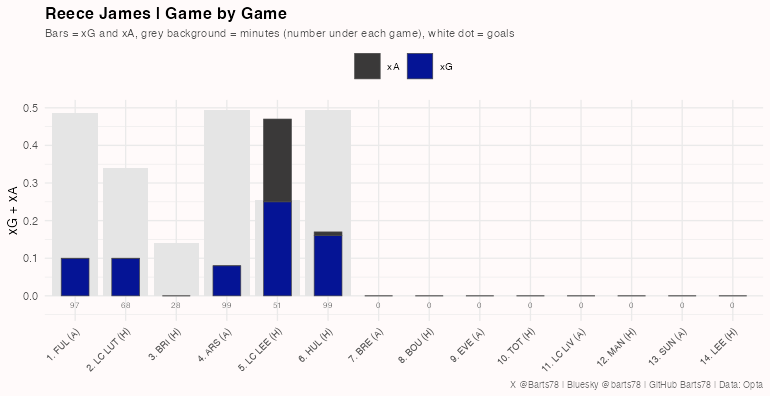 Reece James | Game by Game
Bars = xG and xA, grey background = minutes (number under each game), white dot = goals
xA xG
xG + xA
0.5
0.4
0.3
0.2
0.1
0.0
97 68 28 99 51 99 0 0 0 0 0 0 0 0
1. FUL (A)
2. LC LUT (H)
3. BRI (H)
4. ARS (A)
5. LC LEE (H)
6. HUL (H)
7. BRE (A)
8. BOU (H)
9. EVE (A)
10. TOT (H)
11. LC LIV (A)
12. MAN (H)
13. SUN (A)
14. LEE (H)
X @Barts78 | Bluesky @barts78 | GitHub Barts78 | Data: Opta